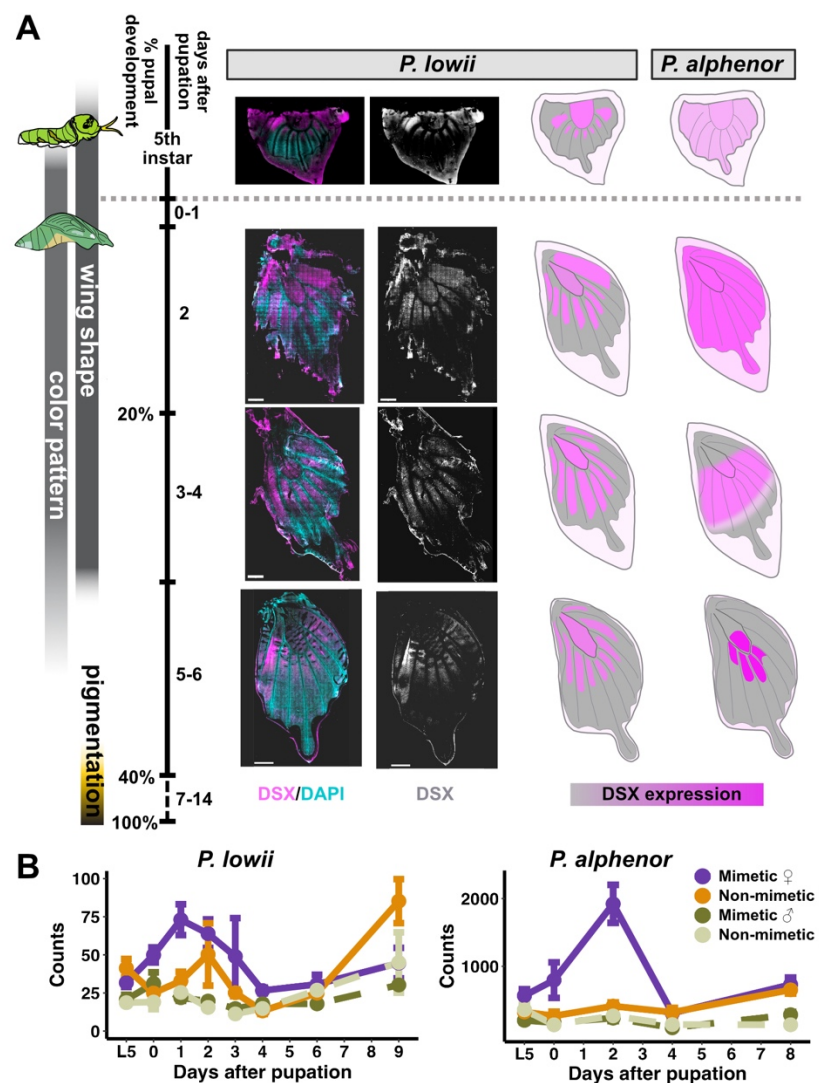 A
% pupal development
days after pupation
P. lowii
P. alphenor
5th instar
0-1
wing shape
color pattern
2
20%
3-4
pigmentation
5-6
40%
7-14
100%
DSX/DAPI
DSX
DSX expression
B
P. lowii
P. alphenor
Counts
100
75
50
25
0
L5 0 1 2 3 4 5 6 7 8 9
Days after pupation
Counts
2000
1000
L5 0 1 2 3 4 5 6 7 8
Days after pupation
Mimetic ♀
Non-mimetic
Mimetic ♂
Non-mimetic